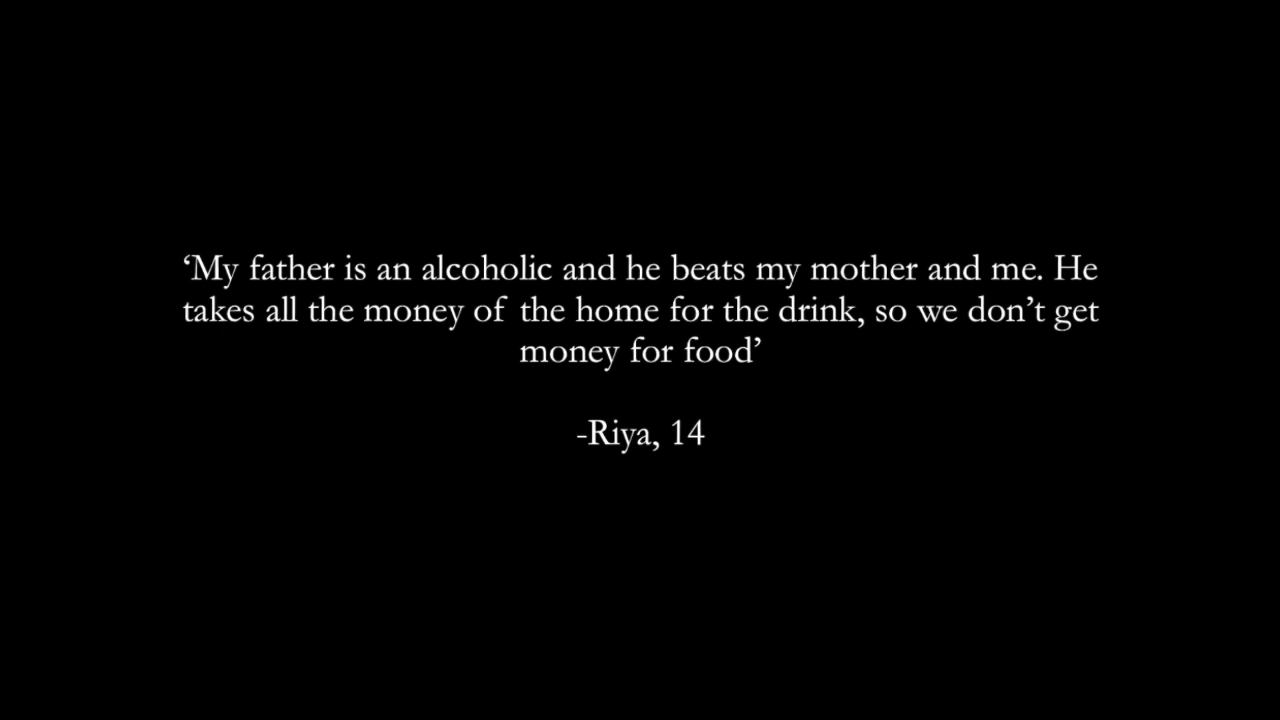 ‘My father is an alcoholic and he beats my mother and me. He
takes all the money of the home for the drink, so we don’t get
money for food’
-Riya, 14